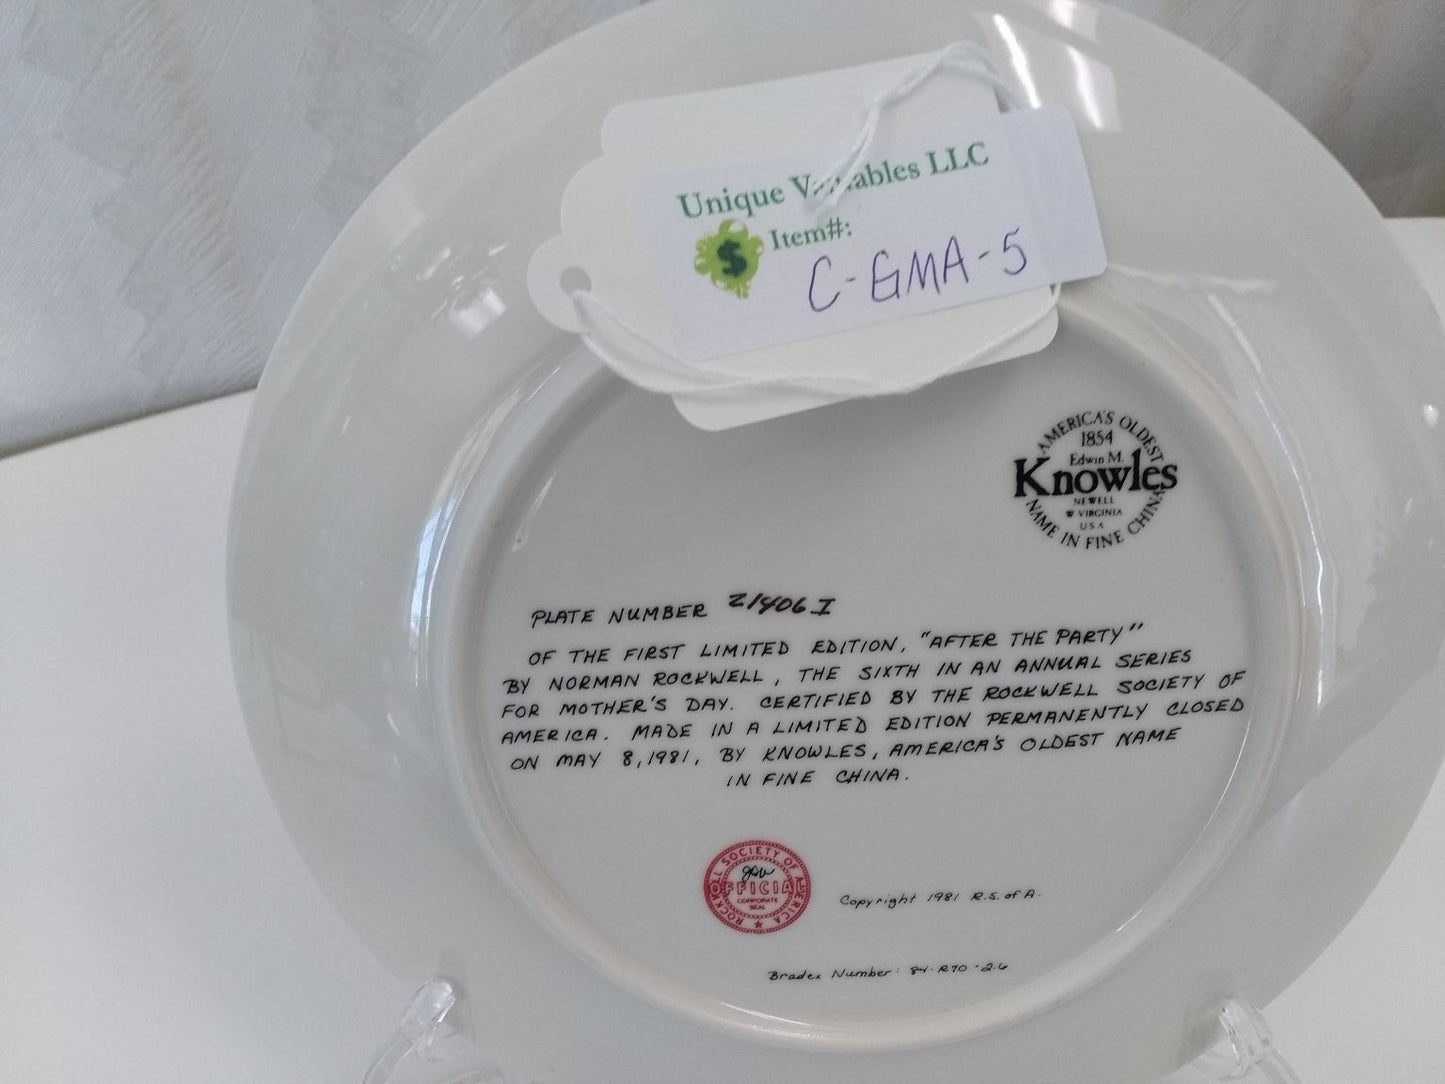 Unique Valuables LLC
$
Item#:
C-GMA-5
AMERICA'S OLDEST
1854
Edwin M.
Knowles
NEWELL
W VIRGINIA
USA
NAME IN FINE CHINA
PLATE NUMBER 21406 I
OF THE FIRST LIMITED EDITION, "AFTER THE PARTY"
BY NORMAN ROCKWELL, THE SIXTH IN AN ANNUAL SERIES
FOR MOTHER'S DAY. CERTIFIED BY THE ROCKWELL SOCIETY OF
AMERICA. MADE IN A LIMITED EDITION PERMANENTLY CLOSED
ON MAY 8, 1981, BY KNOWLES, AMERICA'S OLDEST NAME
IN FINE CHINA.
ROCKWELL SOCIETY OF AMERICA
OFFICIAL
CORPORATE
SEAL
Copyright 1981 R.S. of A.
Bradex Number: 84-R70-2.6